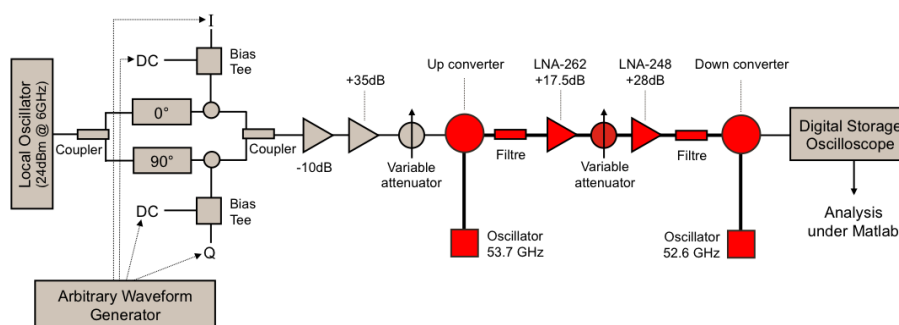 I
Bias
Tee
DC
Local Oscillator
(24dBm @ 6GHz)
0°
Coupler
90°
Bias
Tee
DC
Q
Arbitrary Waveform
Generator
Coupler
-10dB
+35dB
Variable
attenuator
Up converter
Filtre
Oscillator
53.7 GHz
LNA-262
+17.5dB
Variable
attenuator
LNA-248
+28dB
Filtre
Down converter
Oscillator
52.6 GHz
Digital Storage
Oscilloscope
Analysis
under Matlab